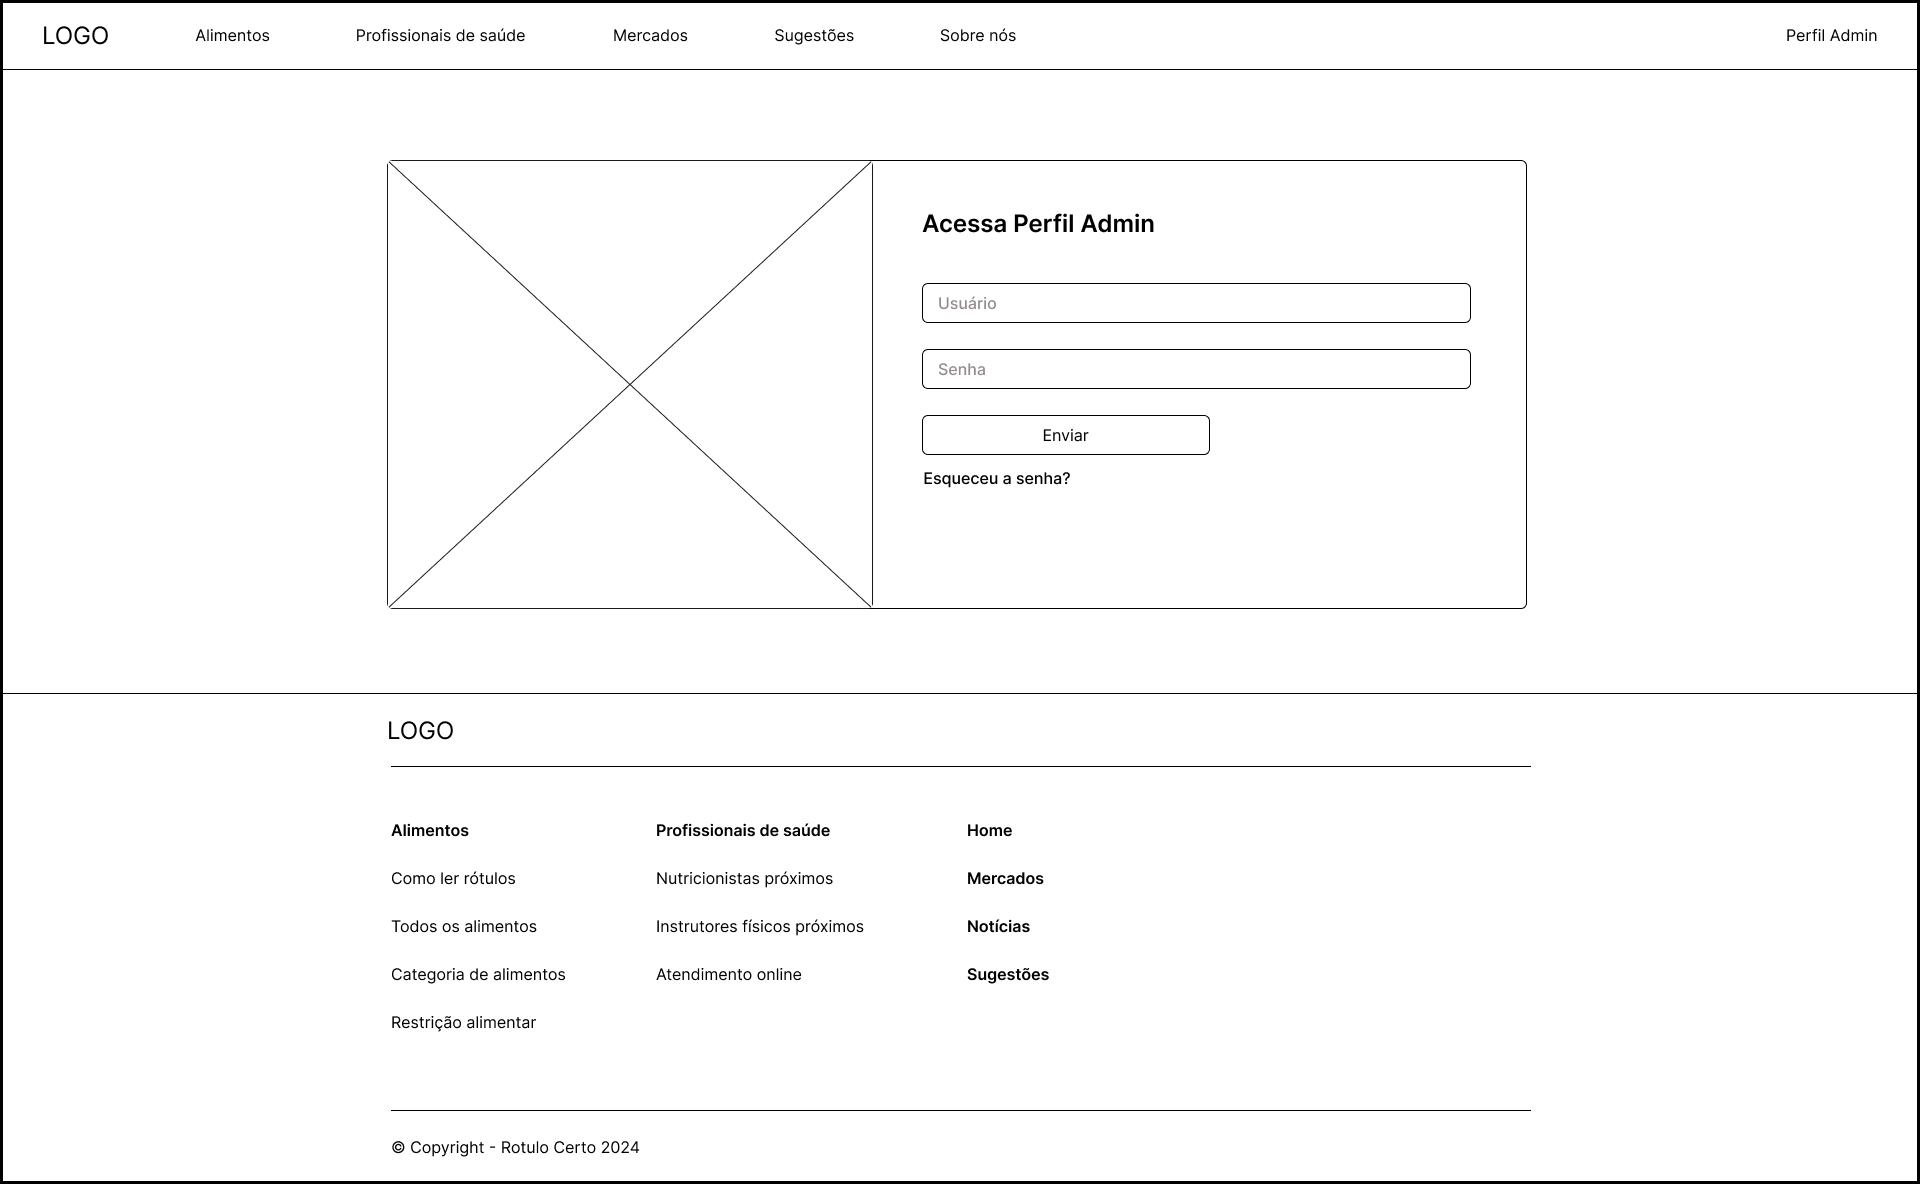 LOGO
Alimentos
Profissionais de saúde
Mercados
Sugestões
Sobre nós
Perfil Admin
Acessa Perfil Admin
Usuário
Senha
Enviar
Esqueceu a senha?
LOGO
Alimentos
Como ler rótulos
Todos os alimentos
Categoria de alimentos
Restrição alimentar
Profissionais de saúde
Nutricionistas próximos
Instrutores físicos próximos
Atendimento online
Home
Mercados
Notícias
Sugestões
© Copyright - Rotulo Certo 2024